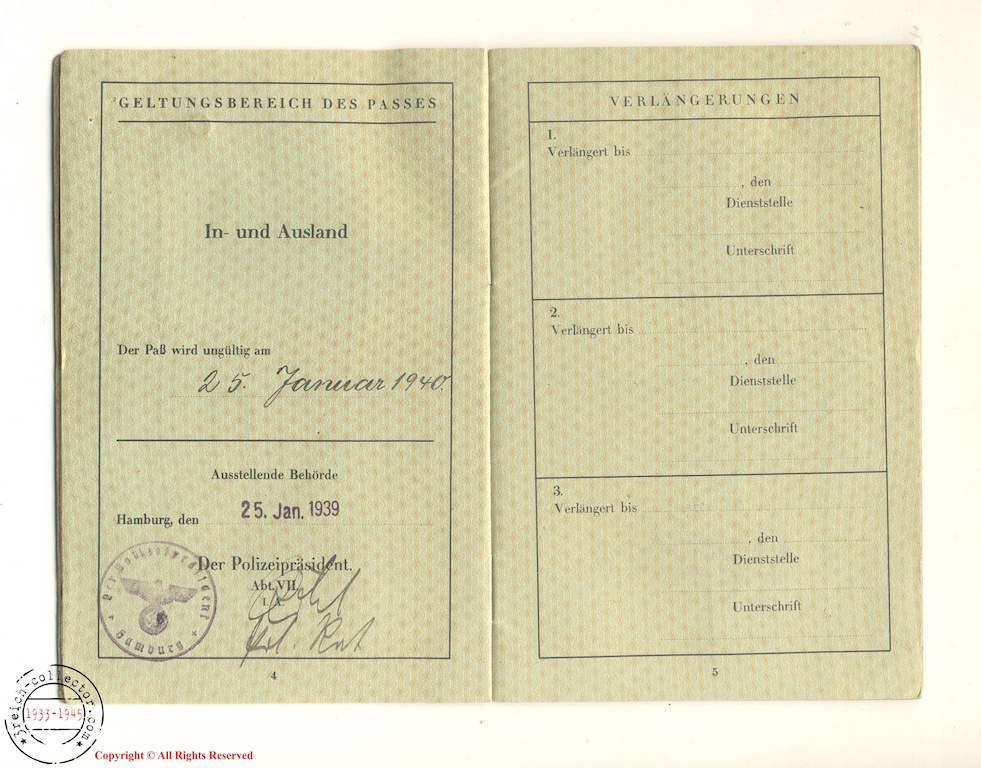 GELTUNGSBEREICH DES PASSES
In- und Ausland
Der Paß wird ungültig am
25. Januar 1940.
Ausstellende Behörde
Hamburg, den 25. Jan. 1939
Der Polizeipräsident.
Abt. VII
Der Polizeipräsident
* Hamburg *
4
VERLÄNGERUNGEN
1.
Verlängert bis
, den
Dienststelle
Unterschrift
2.
Verlängert bis
, den
Dienststelle
Unterschrift
3.
Verlängert bis
, den
Dienststelle
Unterschrift
5
3reich-collector.com
1933-1945
Copyright © All Rights Reserved